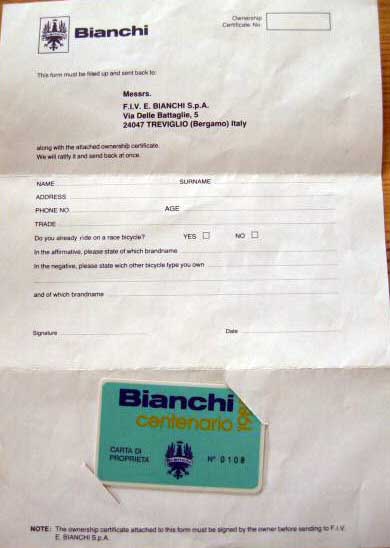 Bianchi
Ownership
Certificate No.
This form must be filled up and sent back to:
Messrs.
F.I.V. E. BIANCHI S.p.A.
Via Delle Battaglie, 5
24047 TREVIGLIO (Bergamo) Italy
along with the attached ownership certificate.
We will ratify it and send back at once.
NAME SURNAME
ADDRESS
PHONE NO AGE
TRADE
Do you already ride on a race bicycle? YES NO
In the affirmative, please state of which brandname
In the negative, please state wich other bicycle type you own
and of which brandname
Signature Date
Bianchi
centenario
CARTA DI
PROPRIETA
N° 0108
NOTE: The ownership certificate attached to this form must be signed by the owner before sending to F.I.V.
E. BIANCHI S.p.A.